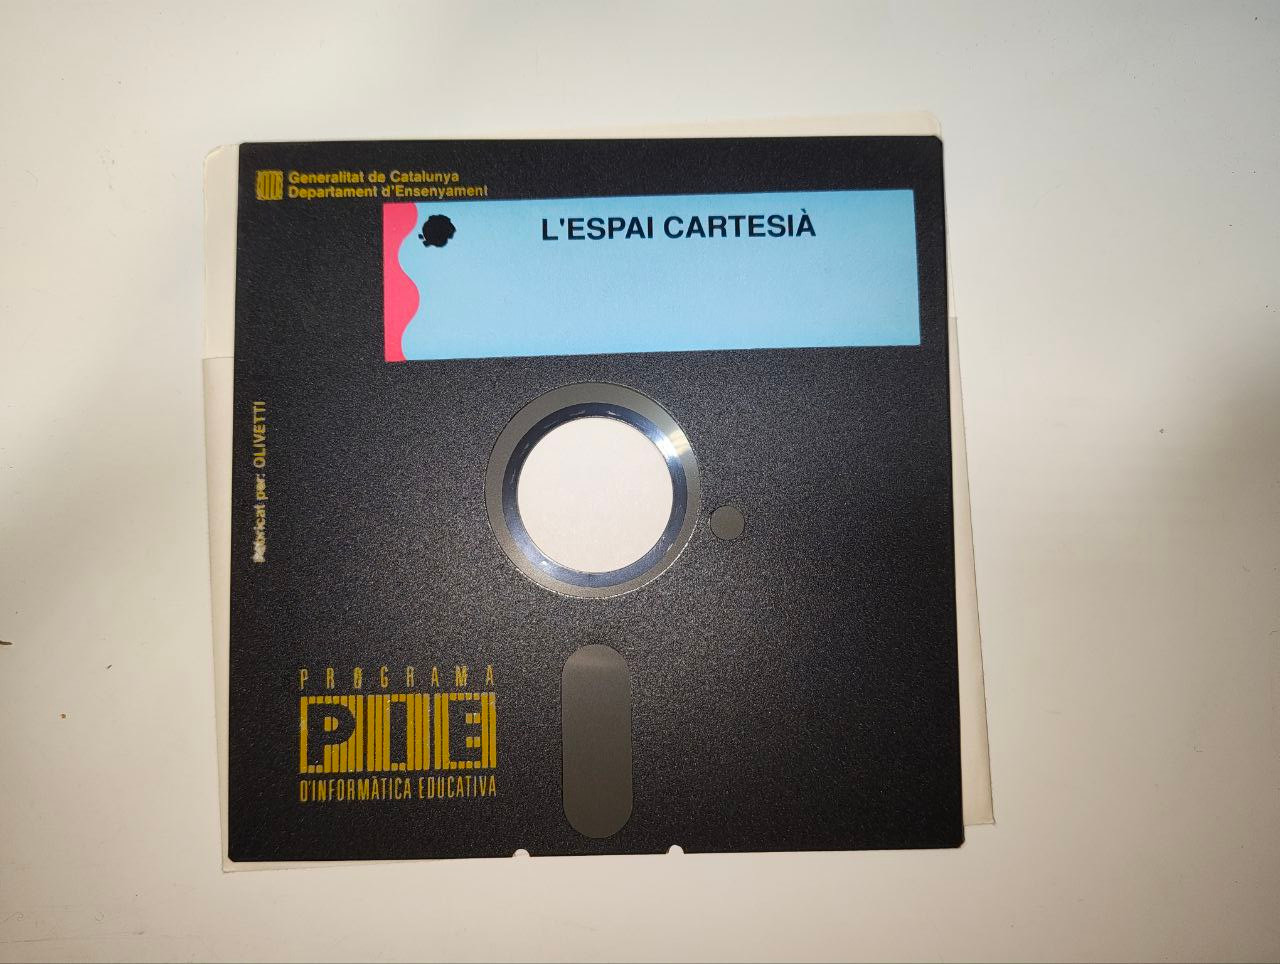 Generalitat de Catalunya
Departament d'Ensenyament
L'ESPAI CARTESIÀ
fabricat per: OLIVETTI
PROGRAMA
PIE
D'INFORMÀTICA EDUCATIVA